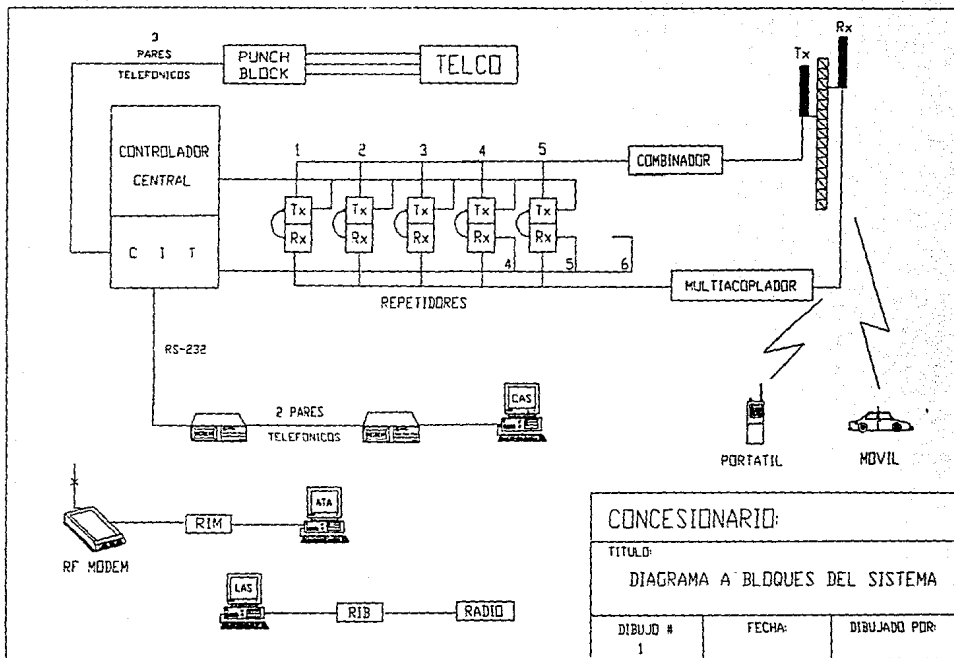 3
PARES
TELEFONICOS
PUNCH
BLOCK
TELCO
Tx
Rx
CONTROLADOR
CENTRAL
C I T
1 2 3 4 5
COMBINADOR
Tx Tx Tx Tx Tx
Rx Rx Rx Rx Rx
4 5 6
REPETIDORES
MULTIACOPLADOR
RS-232
2 PARES
TELEFONICOS
CAS
PORTATIL
MOVIL
RF MODEM
RIM
ATA
LAS
RIB
RADIO
CONCESIONARIO:
TITULO:
DIAGRAMA A BLOQUES DEL SISTEMA
DIBUJO #
1
FECHA:
DIBUJADO POR: